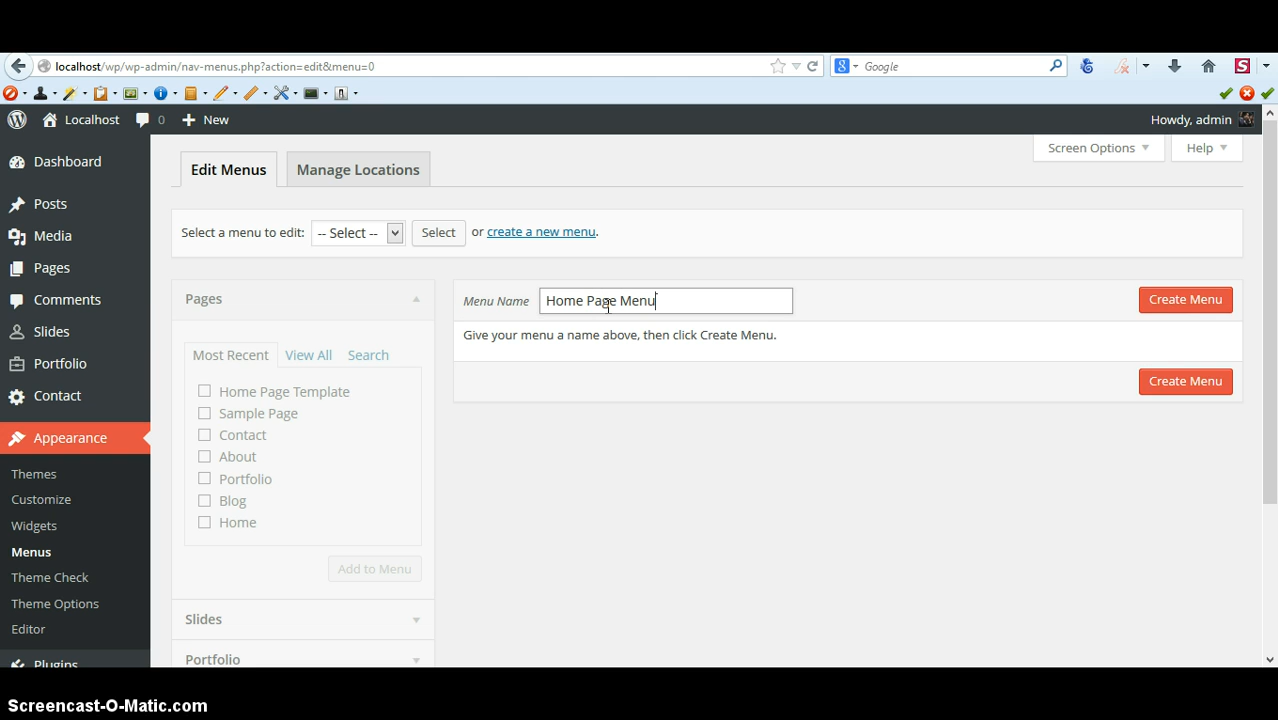 localhost/wp/wp-admin/nav-menus.php?action=edit&menu=0
Google
Localhost 0 New Howdy, admin
Screen Options Help
Edit Menus Manage Locations
Select a menu to edit: -- Select -- Select or create a new menu.
Dashboard
Posts
Media
Pages
Comments
Slides
Portfolio
Contact
Appearance
Themes
Customize
Widgets
Menus
Theme Check
Theme Options
Editor
Plugins
Pages
Most Recent View All Search
Home Page Template
Sample Page
Contact
About
Portfolio
Blog
Home
Add to Menu
Slides
Portfolio
Menu Name Home Page Menu Create Menu
Give your menu a name above, then click Create Menu.
Create Menu
Screencast-O-Matic.com